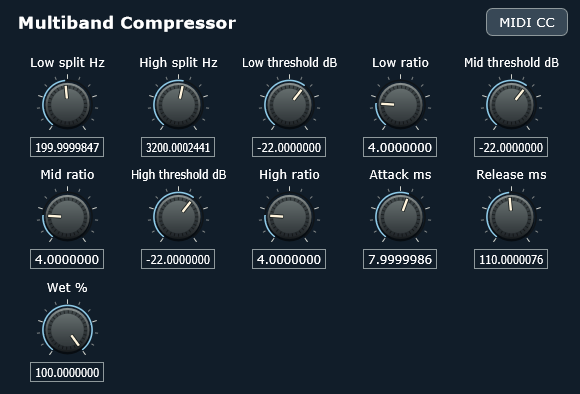 Multiband Compressor
MIDI CC
Low split Hz High split Hz Low threshold dB Low ratio Mid threshold dB
199.9999847 3200.0002441 -22.0000000 4.0000000 -22.0000000
Mid ratio High threshold dB High ratio Attack ms Release ms
4.0000000 -22.0000000 4.0000000 7.9999986 110.0000076
Wet %
100.0000000